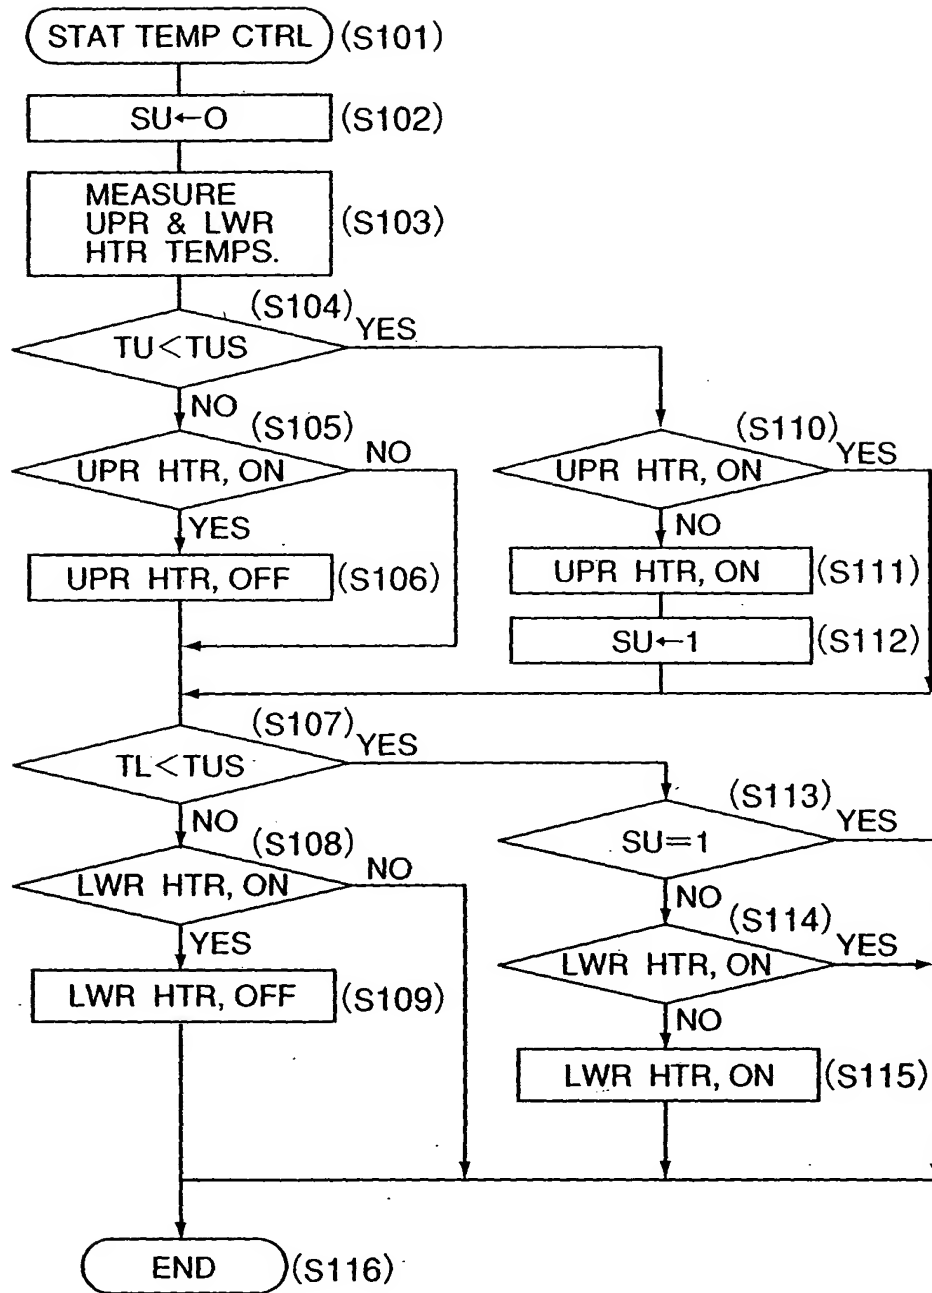 STAT TEMP CTRL (S101)
SU←O (S102)
MEASURE
UPR & LWR
HTR TEMPS.
(S103)
(S104)
TU<TUS
YES
NO
(S105)
UPR HTR, ON
NO
YES
UPR HTR, OFF (S106)
(S110)
UPR HTR, ON
YES
NO
UPR HTR, ON (S111)
SU←1 (S112)
(S107)
TL<TUS
YES
NO
(S108)
LWR HTR, ON
NO
YES
LWR HTR, OFF (S109)
(S113)
SU=1
YES
NO
(S114)
LWR HTR, ON
YES
NO
LWR HTR, ON (S115)
END (S116)